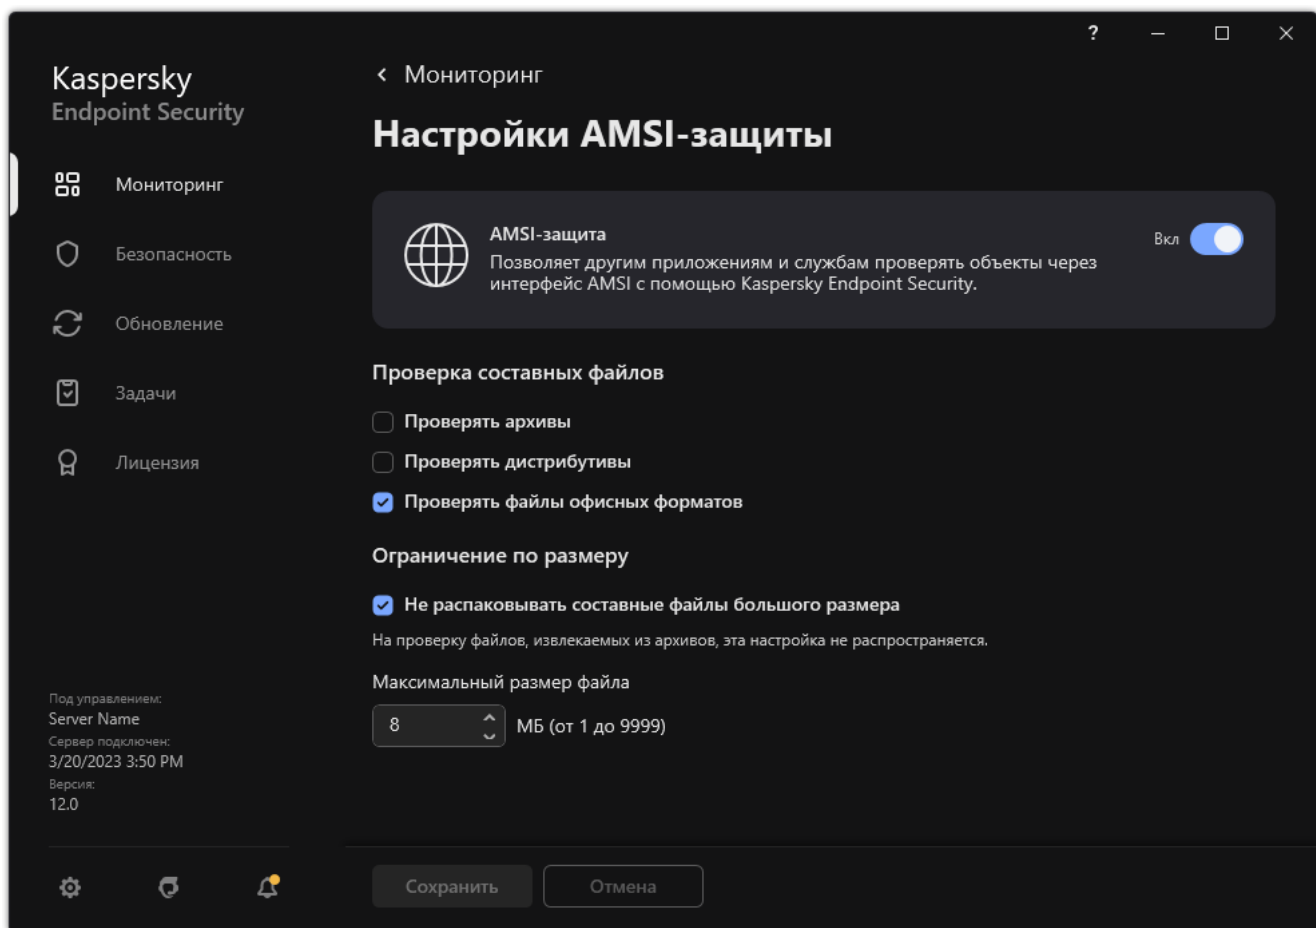 ?
Kaspersky
Endpoint Security
Мониторинг
Безопасность
Обновление
Задачи
Лицензия
Под управлением:
Server Name
Сервер подключен:
3/20/2023 3:50 PM
Версия:
12.0
Мониторинг
Настройки AMSI-защиты
AMSI-защита
Вкл
Позволяет другим приложениям и службам проверять объекты через
интерфейс AMSI с помощью Kaspersky Endpoint Security.
Проверка составных файлов
Проверять архивы
Проверять дистрибутивы
Проверять файлы офисных форматов
Ограничение по размеру
Не распаковывать составные файлы большого размера
На проверку файлов, извлекаемых из архивов, эта настройка не распространяется.
Максимальный размер файла
8 МБ (от 1 до 9999)
Сохранить
Отмена